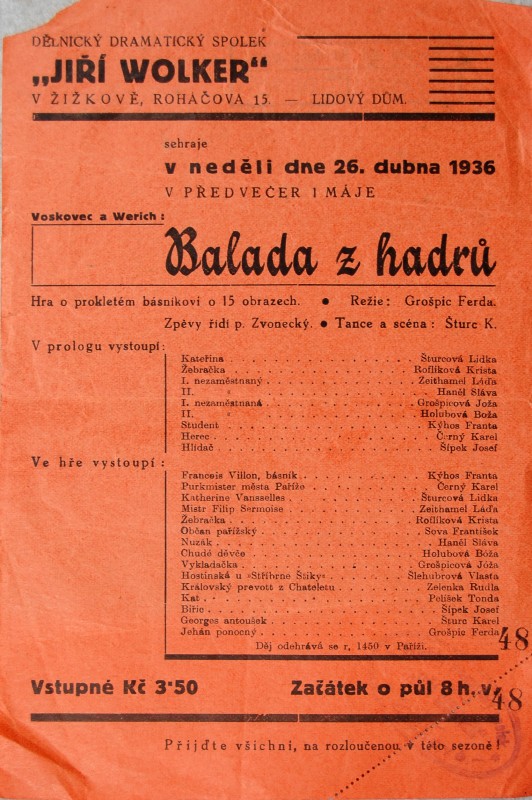 DĚLNICKÝ DRAMATICKÝ SPOLEK
„JIŘÍ WOLKER“
V ŽIŽKOVĚ, ROHÁČOVA 15. — LIDOVÝ DŮM.
sehraje
v neděli dne 26. dubna 1936
V PŘEDVEČER 1 MÁJE
Voskovec a Werich:
Balada z hadrů
Hra o prokletém básníkovi o 15 obrazech. ● Režie: Grošpic Ferda.
Zpěvy řídí p. Zvonecký. ● Tance a scéna: Šturc K.
V prologu vystoupí:
Kateřina . . . . . Šturcová Lidka
Žebračka . . . . . Roflíková Krista
I. nezaměstnaný . . . . . Zeithamel Láďa
II. „ . . . . . Haněl Sláva
I. nezaměstnaná . . . . . Grošpicová Joža
II. „ . . . . . Holubová Boža
Student . . . . . Kýhos Franta
Herec . . . . . Černý Karel
Hlídač . . . . . Šípek Josef
Ve hře vystoupí:
Francois Villon, básník . . . . . Kýhos Franta
Purkmister města Paříže . . . . . Černý Karel
Katherine Vansselles . . . . . Šturcová Lidka
Mistr Filip Sermoise . . . . . Zeithamel Láďa
Žebračka . . . . . Roflíková Krista
Občan pařížský . . . . . Sova František
Nuzák . . . . . Haněl Sláva
Chudé děvče . . . . . Holubová Bóža
Vykladačka . . . . . Grošpicová Jóža
Hostinská u »Stříbrne Štiky« . . . . . Šlehubrová Vlasta
Královský prevott z Chateletu . . . . . Zelenka Rudla
Kat . . . . . Pelíšek Tonda
Biřic . . . . . Šípek Josef
Georges antoušek . . . . . Šturc Karel
Jehán ponocný . . . . . Grošpic Ferda
Děj odehrává se r, 1450 v Paříži.
48
Vstupné Kč 3·50 Začátek o půl 8 h. v.
48
Přijďte všichni, na rozloučenou v této sezoně!